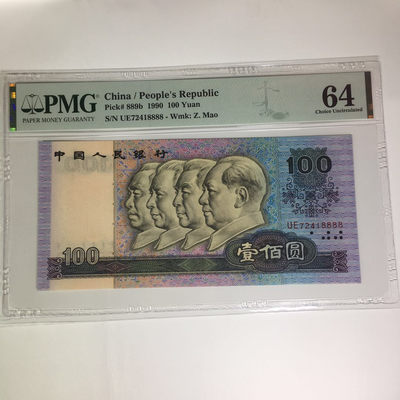 PMG
PAPER MONEY GUARANTY
China / People's Republic
Pick# 889b 1990 100 Yuan
S/N UE72418888 - Wmk: Z. Mao
64
Choice Uncirculated
中国人民银行
100
UE72418888
100
壹佰圆